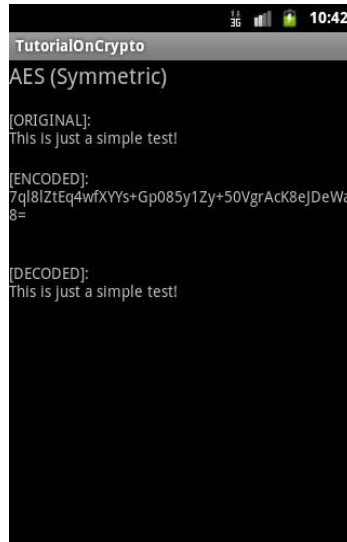 3G 10:42
TutorialOnCrypto
AES (Symmetric)
[ORIGINAL]:
This is just a simple test!
[ENCODED]:
7ql8lZtEq4wfXYYs+Gp085y1Zy+50VgrAcK8eJDeWa
8=
[DECODED]:
This is just a simple test!